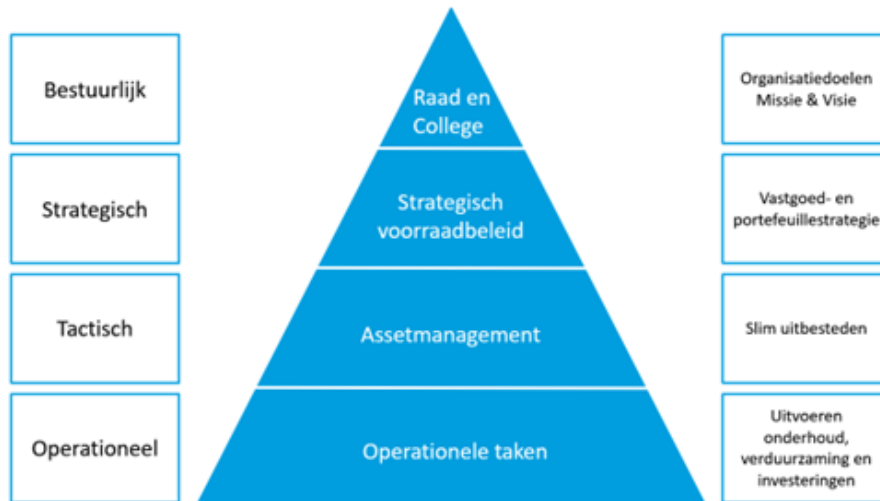 Bestuurlijk
Raad en
College
Organisatiedoelen
Missie & Visie
Strategisch
Strategisch
voorraadbeleid
Vastgoed- en
portefeuillestrategie
Tactisch
Assetmanagement
Slim uitbesteden
Operationeel
Operationele taken
Uitvoeren
onderhoud,
verduurzaming en
investeringen